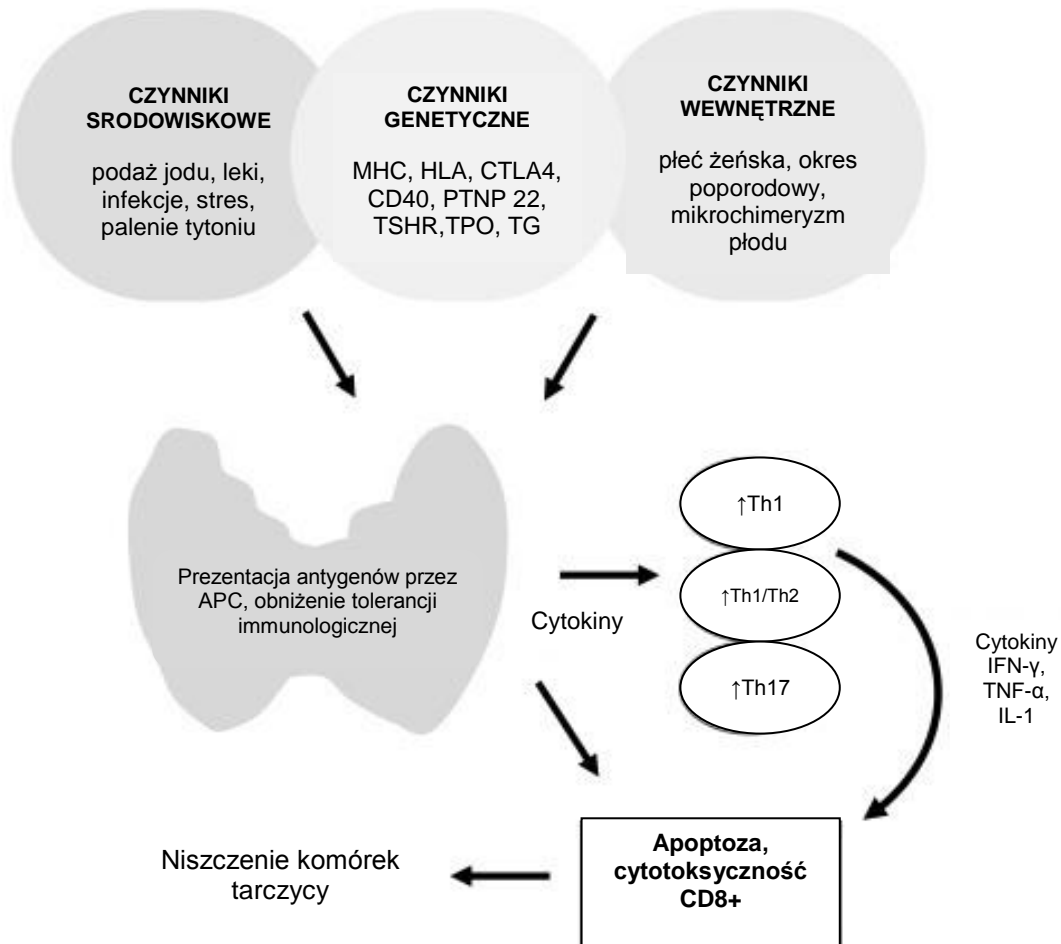 CZYNNIKI
SRODOWISKOWE
podaż jodu, leki,
infekcje, stres,
palenie tytoniu
CZYNNIKI
GENETYCZNE
MHC, HLA, CTLA4,
CD40, PTNP 22,
TSHR,TPO, TG
CZYNNIKI
WEWNĘTRZNE
płeć żeńska, okres
poporodowy,
mikrochimeryzm
płodu
Prezentacja antygenów przez
APC, obniżenie tolerancji
immunologicznej
Cytokiny
↑Th1
↑Th1/Th2
↑Th17
Cytokiny
IFN-γ,
TNF-α,
IL-1
Apoptoza,
cytotoksyczność
CD8+
Niszczenie komórek
tarczycy